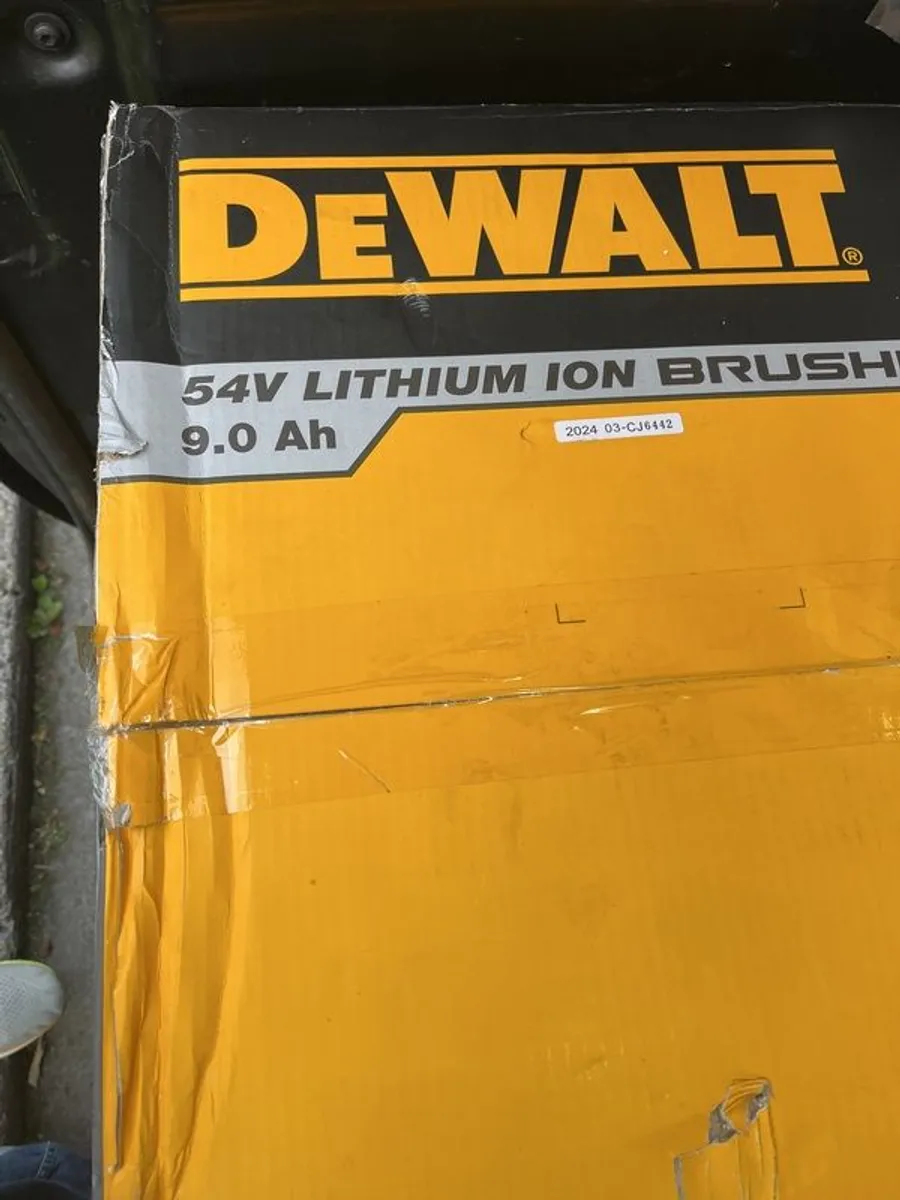 DEWALT®
54V LITHIUM ION BRUSH
9.0 Ah
2024 03-CJ6442